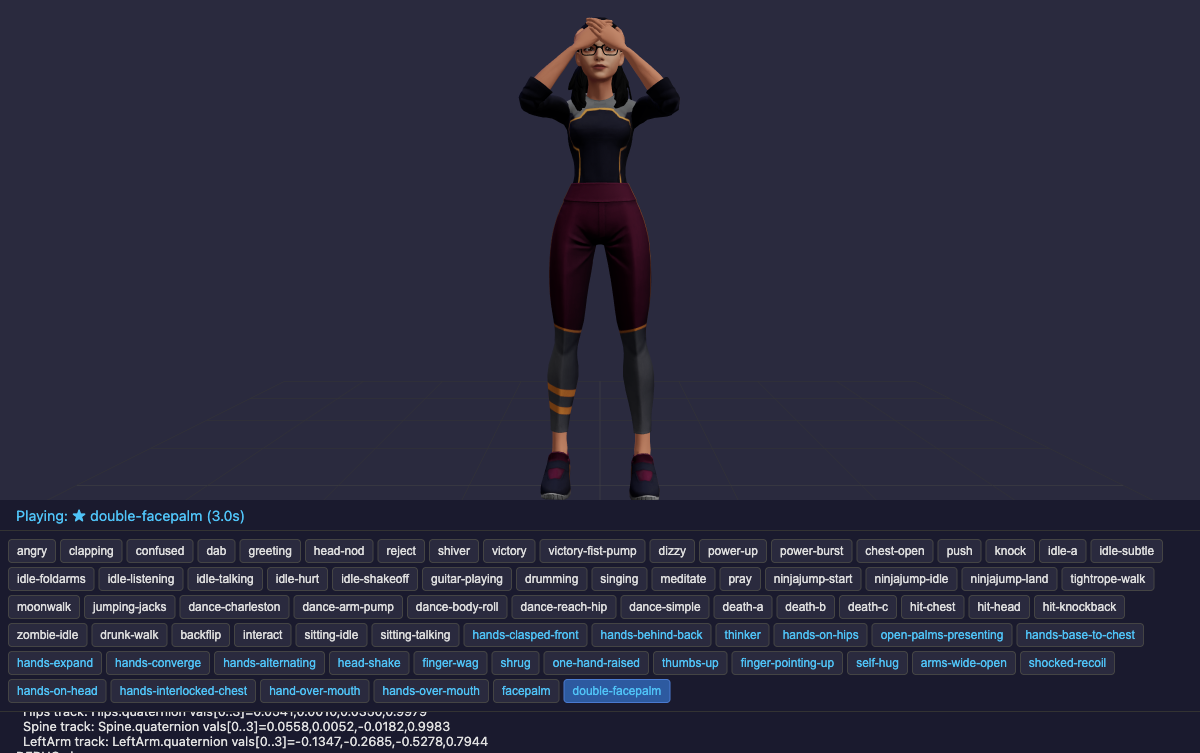 Playing: ★ double-facepalm (3.0s)
angry clapping confused dab greeting head-nod reject shiver victory victory-fist-pump dizzy power-up power-burst chest-open push knock idle-a idle-subtle
idle-foldarms idle-listening idle-talking idle-hurt idle-shakeoff guitar-playing drumming singing meditate pray ninjajump-start ninjajump-idle ninjajump-land tightrope-walk
moonwalk jumping-jacks dance-charleston dance-arm-pump dance-body-roll dance-reach-hip dance-simple death-a death-b death-c hit-chest hit-head hit-knockback
zombie-idle drunk-walk backflip interact sitting-idle sitting-talking hands-clasped-front hands-behind-back thinker hands-on-hips open-palms-presenting hands-base-to-chest
hands-expand hands-converge hands-alternating head-shake finger-wag shrug one-hand-raised thumbs-up finger-pointing-up self-hug arms-wide-open shocked-recoil
hands-on-head hands-interlocked-chest hand-over-mouth hands-over-mouth facepalm double-facepalm
Hips track: Hips.quaternion
Spine track: Spine.quaternion vals[0..3]=0.0558,0.0052,-0.0182,0.9983
LeftArm track: LeftArm.quaternion vals[0..3]=-0.1347,-0.2685,-0.5278,0.7944